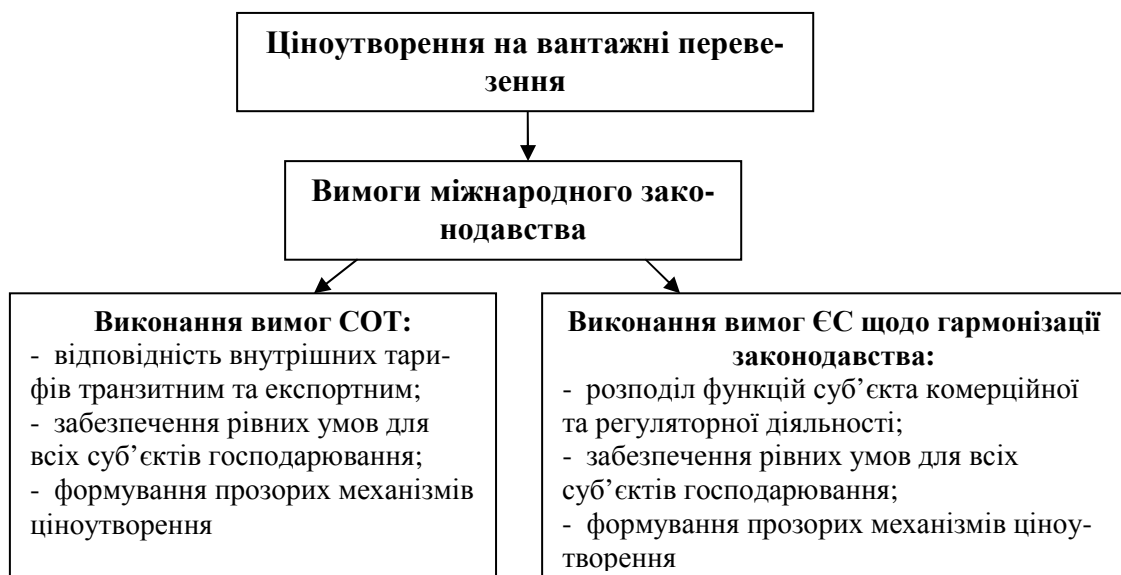 Ціноутворення на вантажні переве-
зення
Вимоги міжнародного зако-
нодавства
Виконання вимог СОТ:
- відповідність внутрішних тари-
фів транзитним та експортним;
- забезпечення рівних умов для
всіх суб’єктів господарювання;
- формування прозорих механізмів
ціноутворення
Виконання вимог ЄС щодо гармонізації
законодавства:
- розподіл функцій суб’єкта комерційної
та регуляторної діяльності;
- забезпечення рівних умов для всіх
суб’єктів господарювання;
- формування прозорих механізмів ціноу-
творення